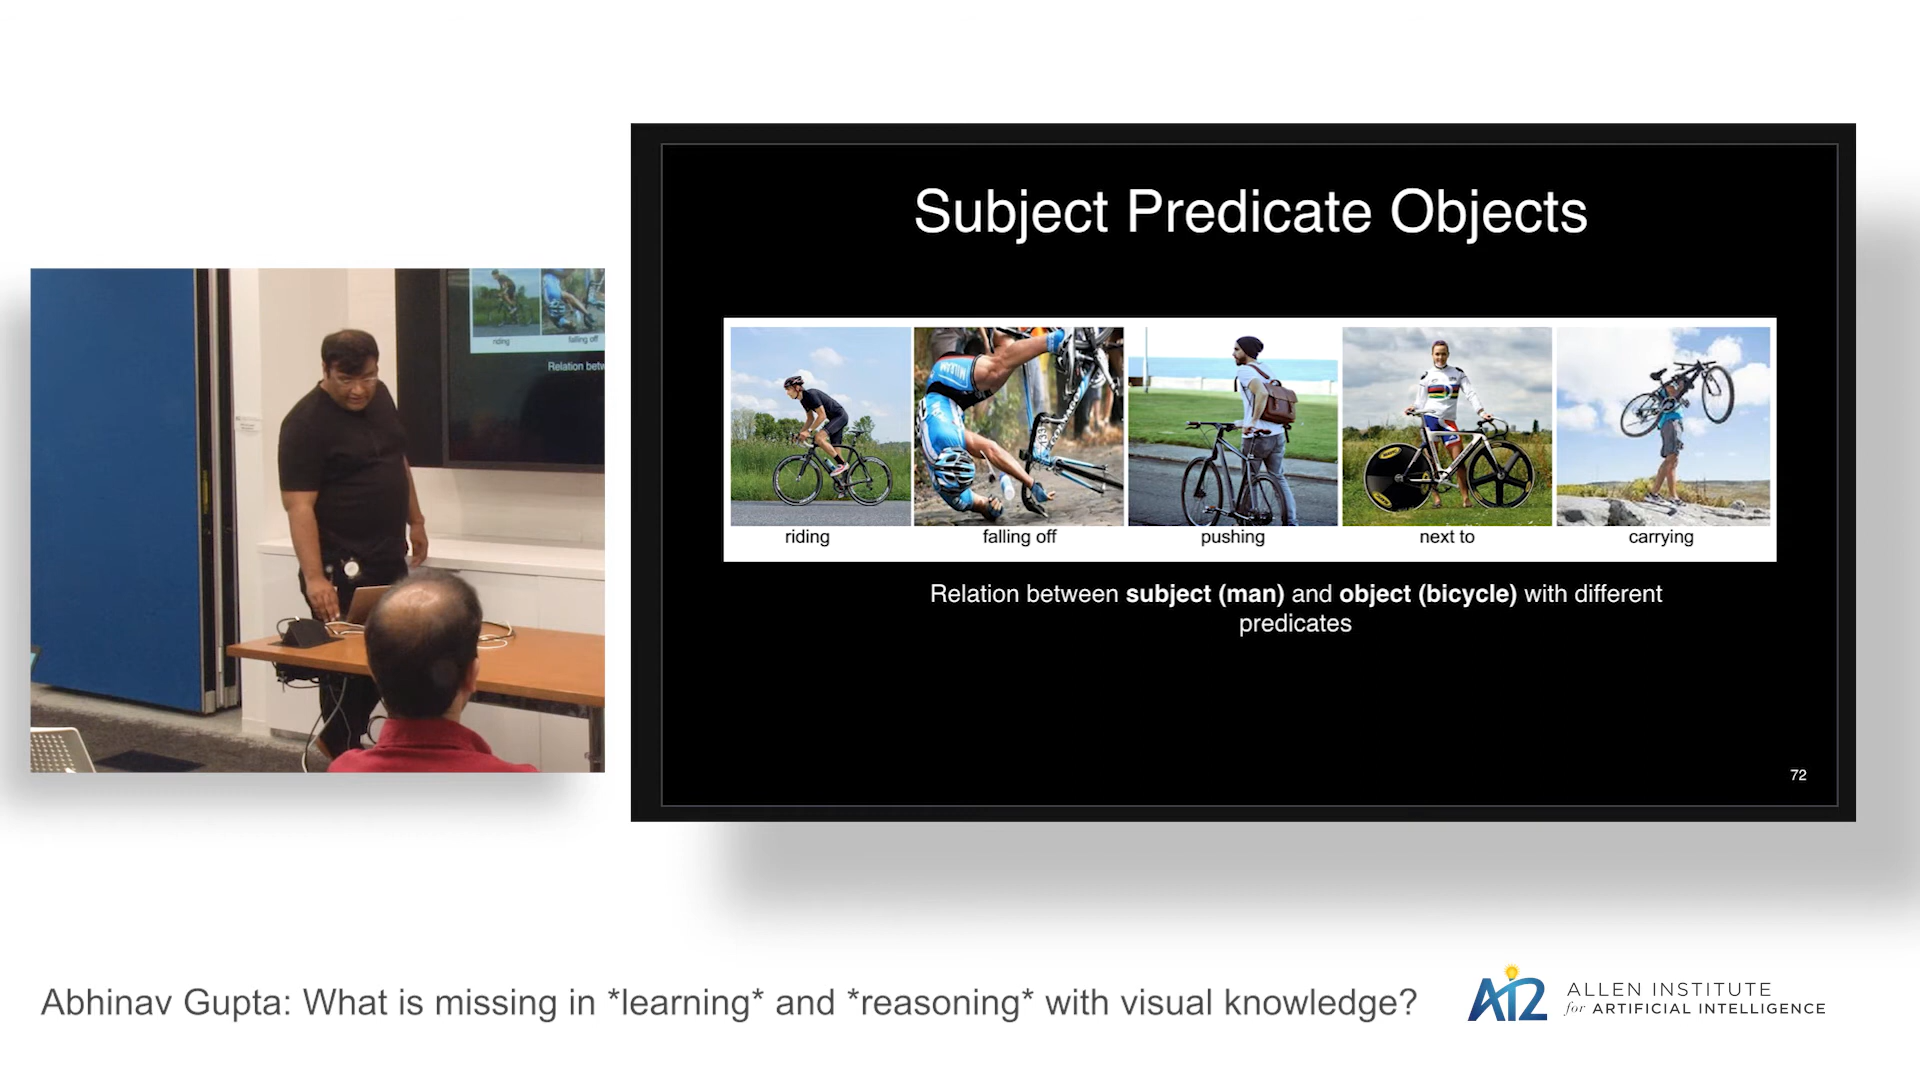 Subject Predicate Objects
riding
falling off
pushing
next to
carrying
Relation between subject (man) and object (bicycle) with different
predicates
72
riding
falling off
Relation betw
Abhinav Gupta: What is missing in *learning* and *reasoning* with visual knowledge?
AI2
ALLEN INSTITUTE
for ARTIFICIAL INTELLIGENCE